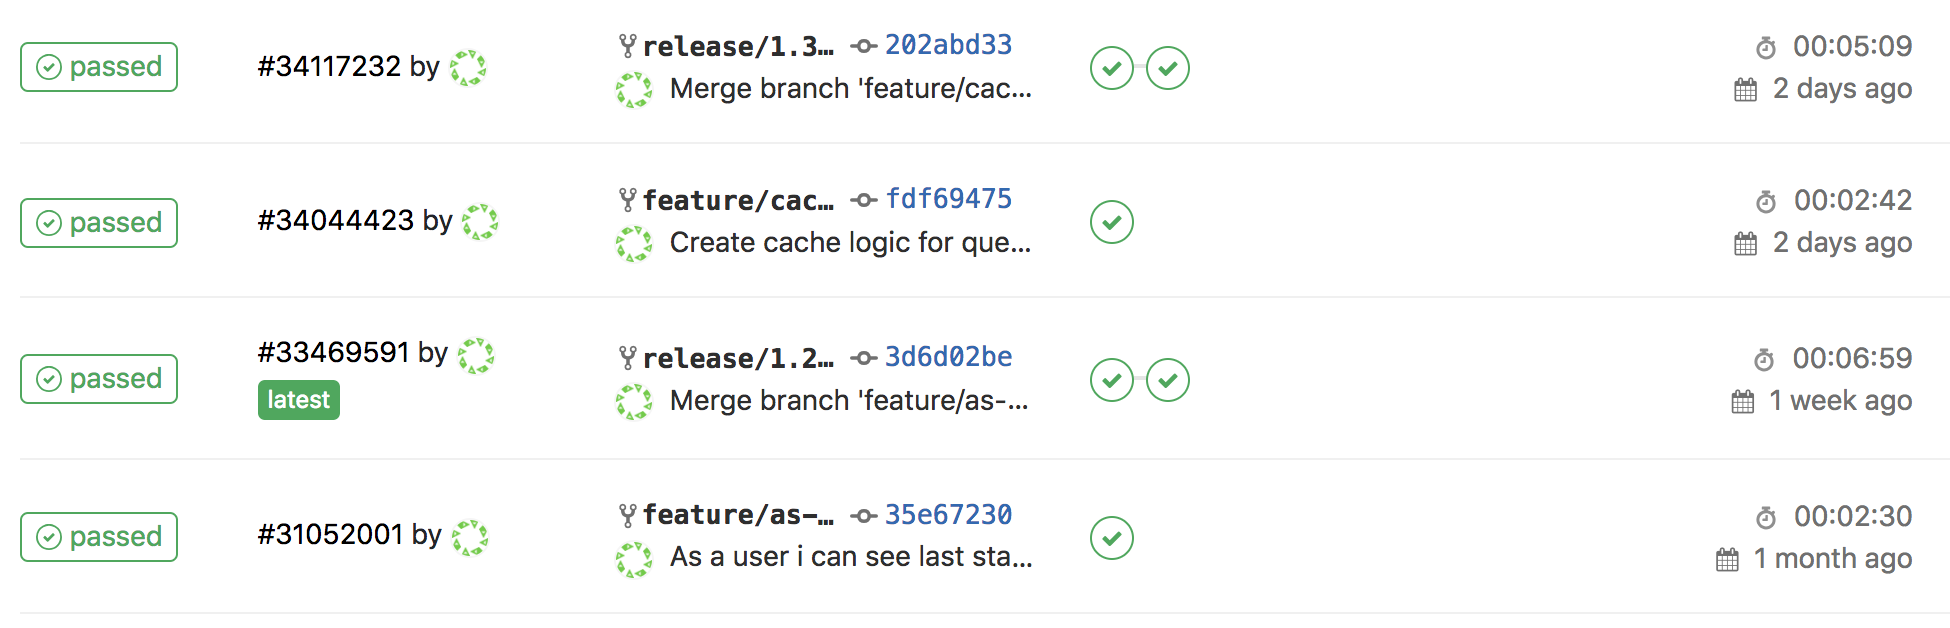 passed
#34117232 by
release/1.3… 202abd33
Merge branch 'feature/cac…
00:05:09
2 days ago
passed
#34044423 by
feature/cac… fdf69475
Create cache logic for que…
00:02:42
2 days ago
passed
#33469591 by
latest
release/1.2… 3d6d02be
Merge branch 'feature/as-…
00:06:59
1 week ago
passed
#31052001 by
feature/as-… 35e67230
As a user i can see last sta…
00:02:30
1 month ago